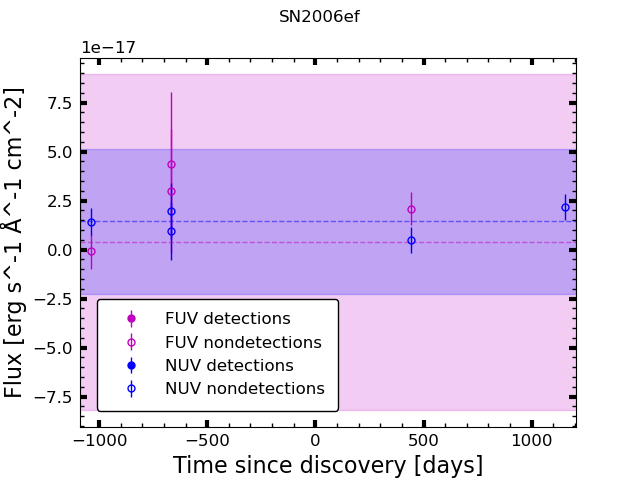 SN2006ef
1e−17
7.5
5.0
2.5
0.0
−2.5
−5.0
−7.5
Flux [erg s^-1 Å^-1 cm^-2]
FUV detections
FUV nondetections
NUV detections
NUV nondetections
−1000 −500 0 500 1000
Time since discovery [days]